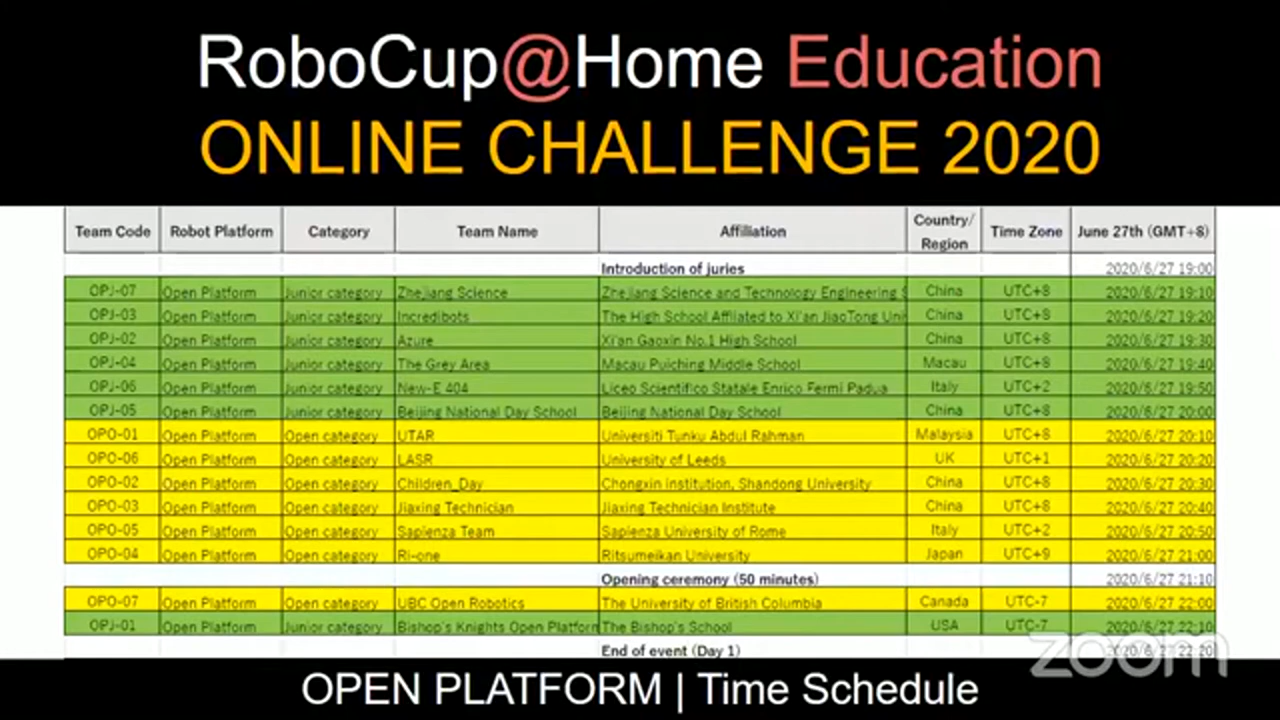 RoboCup@Home Education
ONLINE CHALLENGE 2020
Team Code Robot Platform Category Team Name Affiliation Country/ Region Time Zone June 27th (GMT+8)
Introduction of juries 2020/6/27 19:00
OPJ-07 Open Platform Junior category Zhejiang Science Zhejiang Science and Technology Engineering S China UTC+8 2020/6/27 19:10
OPJ-03 Open Platform Junior category Incredibots The High School Affliated to Xi'an JiaoTong Uni China UTC+8 2020/6/27 19:20
OPJ-02 Open Platform Junior category Azure Xi'an Gaoxin No.1 High School China UTC+8 2020/6/27 19:30
OPJ-04 Open Platform Junior category The Grey Area Macau Puiching Middle School Macau UTC+8 2020/6/27 19:40
OPJ-06 Open Platform Junior category New-E 404 Liceo Scientifico Statale Enrico Fermi Padua Italy UTC+2 2020/6/27 19:50
OPJ-05 Open Platform Junior category Beijing National Day School Beijing National Day School China UTC+8 2020/6/27 20:00
OPO-01 Open Platform Open category UTAR Universiti Tunku Abdul Rahman Malaysia UTC+8 2020/6/27 20:10
OPO-06 Open Platform Open category LASR University of Leeds UK UTC+1 2020/6/27 20:20
OPO-02 Open Platform Open category Children_Day Chongxin institution, Shandong University China UTC+8 2020/6/27 20:30
OPO-03 Open Platform Open category Jiaxing Technician Jiaxing Technician Institute China UTC+8 2020/6/27 20:40
OPO-05 Open Platform Open category Sapienza Team Sapienza University of Rome Italy UTC+2 2020/6/27 20:50
OPO-04 Open Platform Open category Ri-one Ritsumeikan University Japan UTC+9 2020/6/27 21:00
Opening ceremony (50 minutes) 2020/6/27 21:10
OPO-07 Open Platform Open category UBC Open Robotics The University of British Columbia Canada UTC-7 2020/6/27 22:00
OPJ-01 Open Platform Junior category Bishop's Knights Open Platform The Bishop's School USA UTC-7 2020/6/27 22:10
End of event (Day 1) 2020/6/27 22:20
zoom
OPEN PLATFORM | Time Schedule